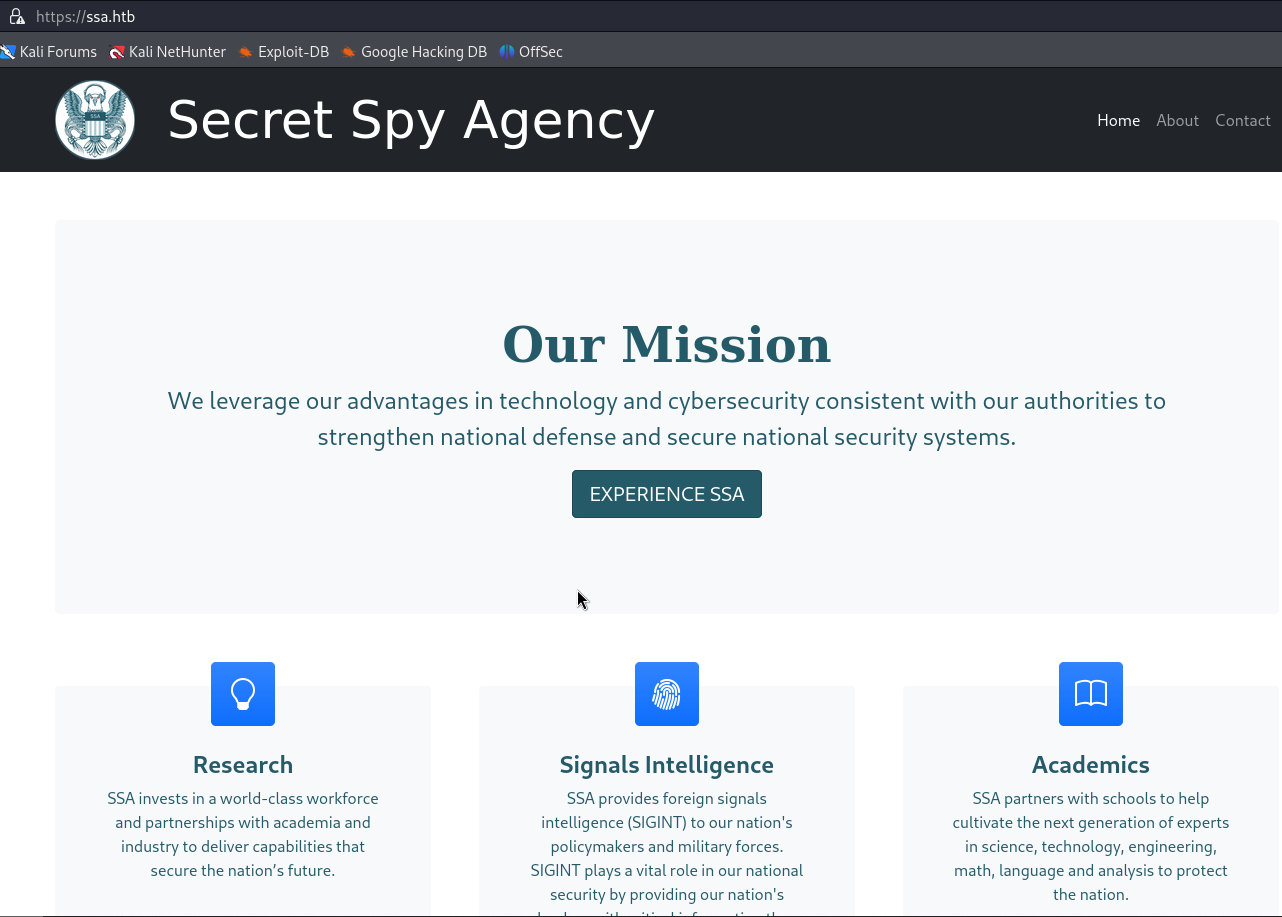 https://ssa.htb
Kali Forums Kali NetHunter Exploit-DB Google Hacking DB OffSec
SSA
Secret Spy Agency
Home About Contact
Our Mission
We leverage our advantages in technology and cybersecurity consistent with our authorities to
strengthen national defense and secure national security systems.
EXPERIENCE SSA
Research
SSA invests in a world-class workforce
and partnerships with academia and
industry to deliver capabilities that
secure the nation’s future.
Signals Intelligence
SSA provides foreign signals
intelligence (SIGINT) to our nation's
policymakers and military forces.
SIGINT plays a vital role in our national
security by providing our nation's
Academics
SSA partners with schools to help
cultivate the next generation of experts
in science, technology, engineering,
math, language and analysis to protect
the nation.